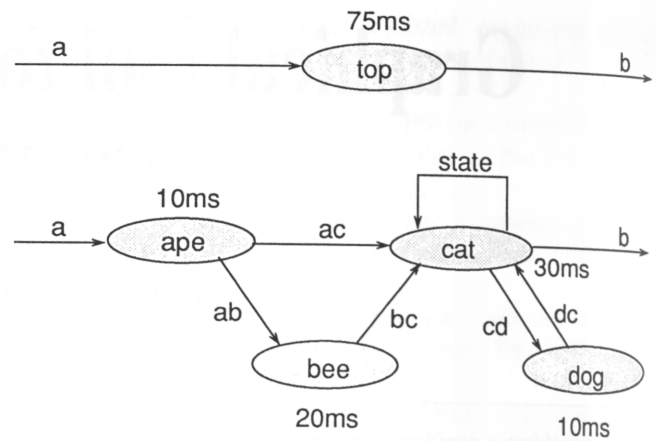 75ms
a
top
b
state
10ms
a
ape
ac
cat
b
30ms
ab
bc
cd
dc
bee
dog
20ms
10ms